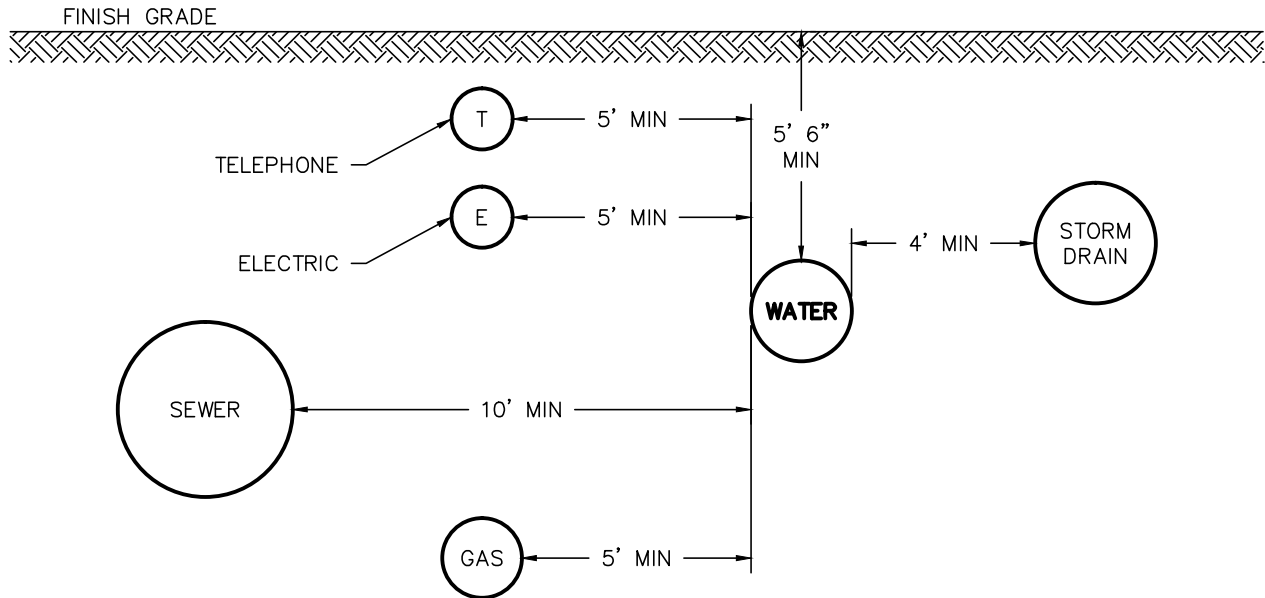 FINISH GRADE
T
5' MIN
TELEPHONE
5' 6"
MIN
E
5' MIN
ELECTRIC
4' MIN
STORM
DRAIN
WATER
SEWER
10' MIN
GAS
5' MIN